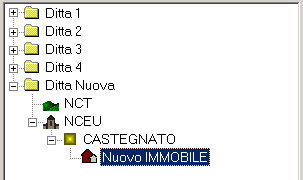 Ditta 1
Ditta 2
Ditta 3
Ditta 4
Ditta Nuova
NCT
NCEU
CASTEGNATO
Nuovo IMMOBILE